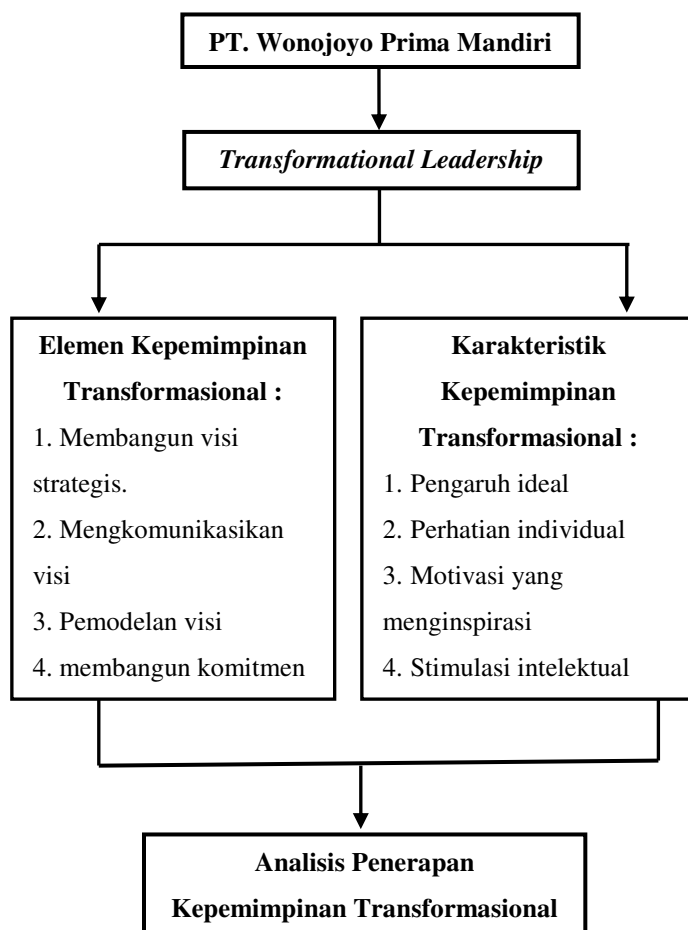 PT. Wonojoyo Prima Mandiri
Transformational Leadership
Elemen Kepemimpinan
Transformasional :
1. Membangun visi
strategis.
2. Mengkomunikasikan
visi
3. Pemodelan visi
4. membangun komitmen
Karakteristik
Kepemimpinan
Transformasional :
1. Pengaruh ideal
2. Perhatian individual
3. Motivasi yang
menginspirasi
4. Stimulasi intelektual
Analisis Penerapan
Kepemimpinan Transformasional